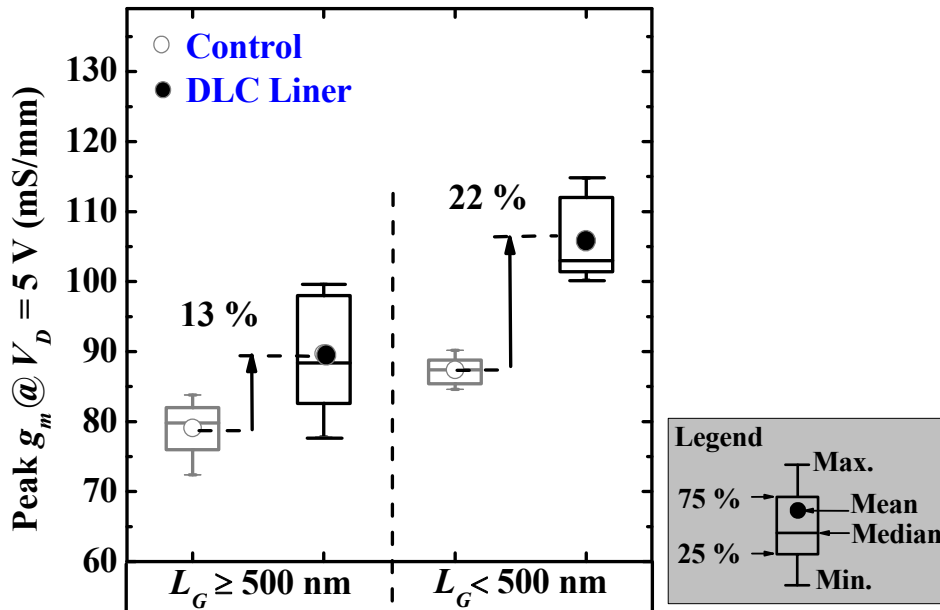 Peak g_m @ V_D = 5 V (mS/mm)
130
120
110
100
90
80
70
60
Control
DLC Liner
13 %
22 %
L_G ≥ 500 nm
L_G < 500 nm
Legend
Max.
75 %
Mean
Median
25 %
Min.